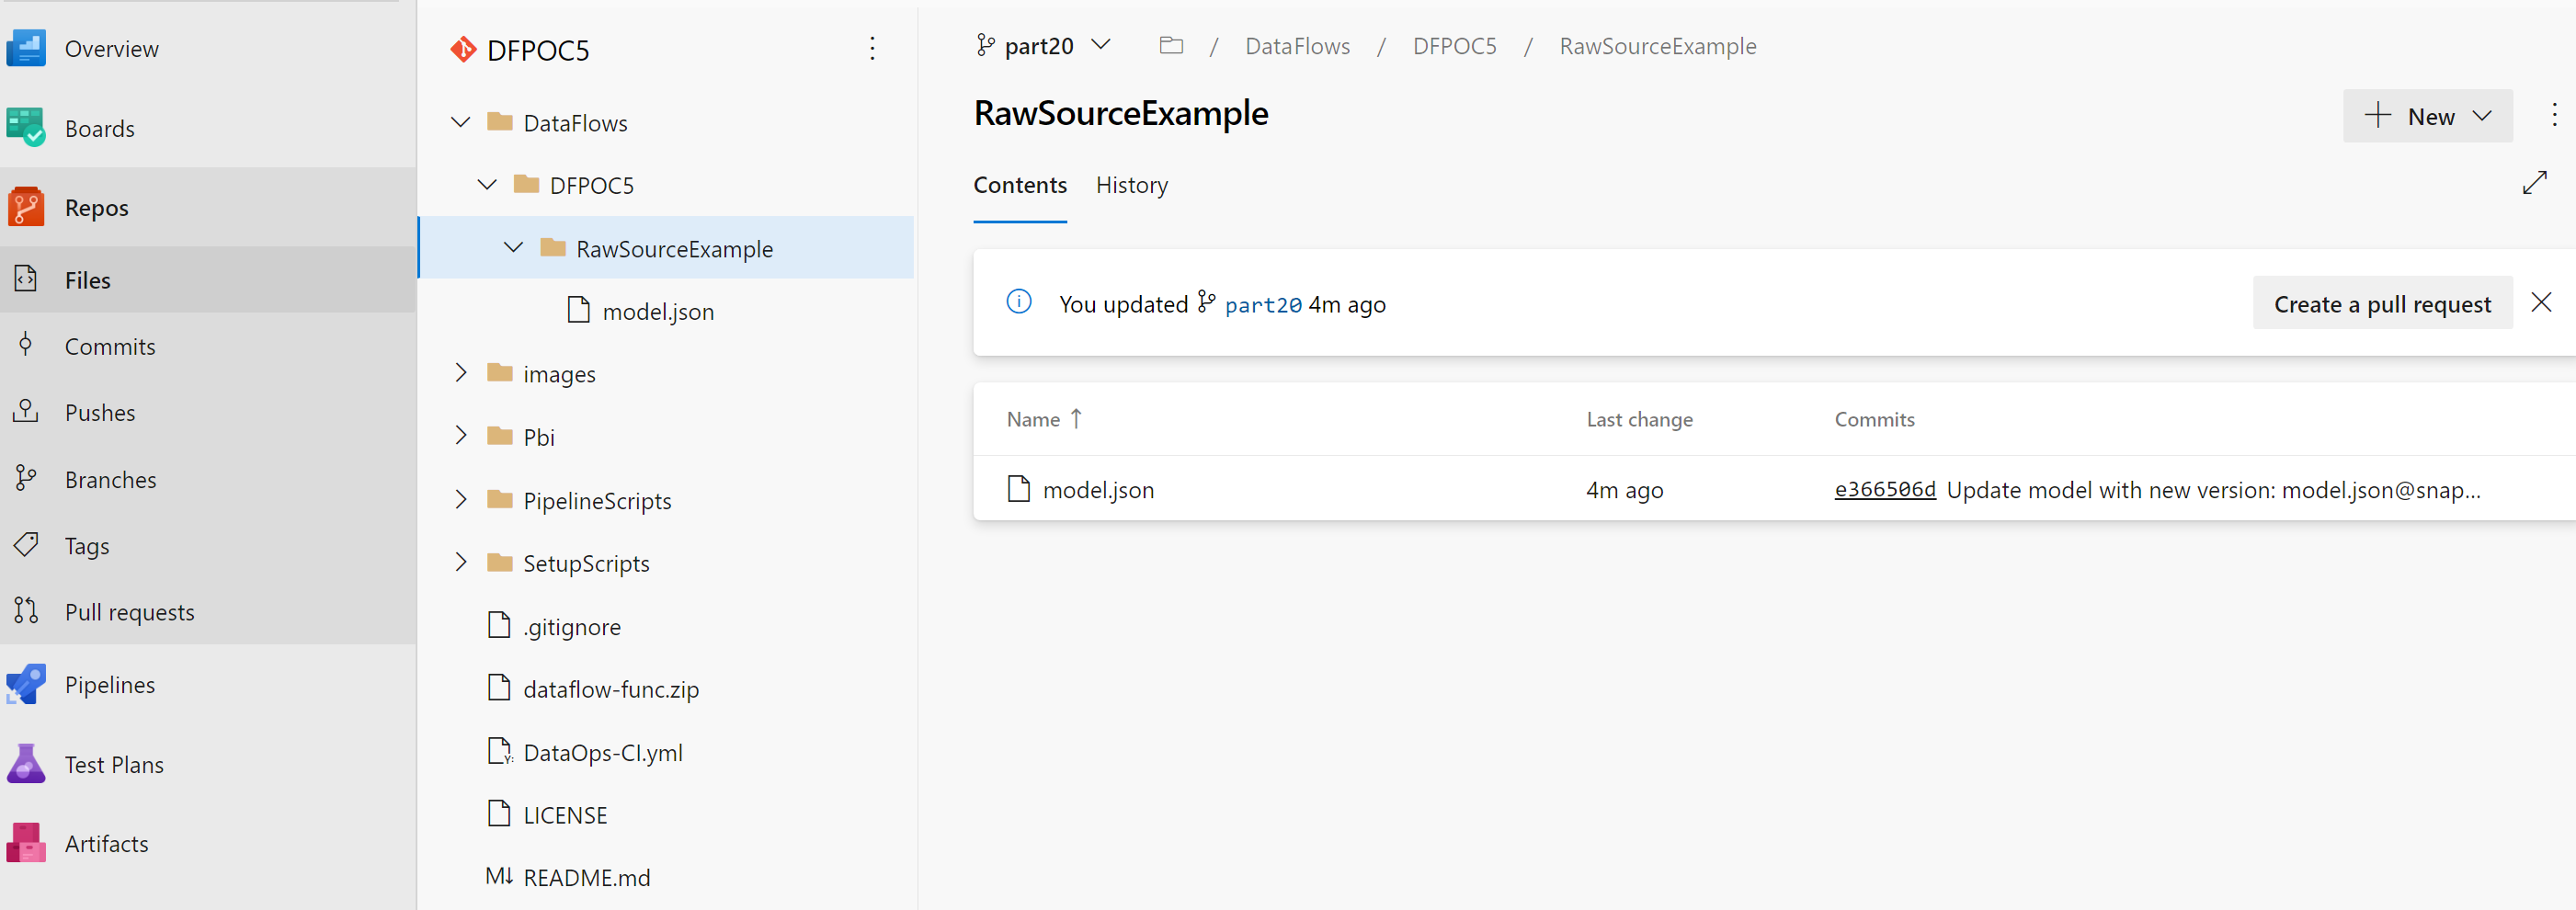 Overview
Boards
Repos
Files
Commits
Pushes
Branches
Tags
Pull requests
Pipelines
Test Plans
Artifacts
DFPOC5
DataFlows
DFPOC5
RawSourceExample
model.json
images
Pbi
PipelineScripts
SetupScripts
.gitignore
dataflow-func.zip
DataOps-CI.yml
LICENSE
README.md
part20 / DataFlows / DFPOC5 / RawSourceExample
RawSourceExample
New
Contents History
You updated part20 4m ago
Create a pull request
Name Last change Commits
model.json 4m ago e366506d Update model with new version: model.json@snap...